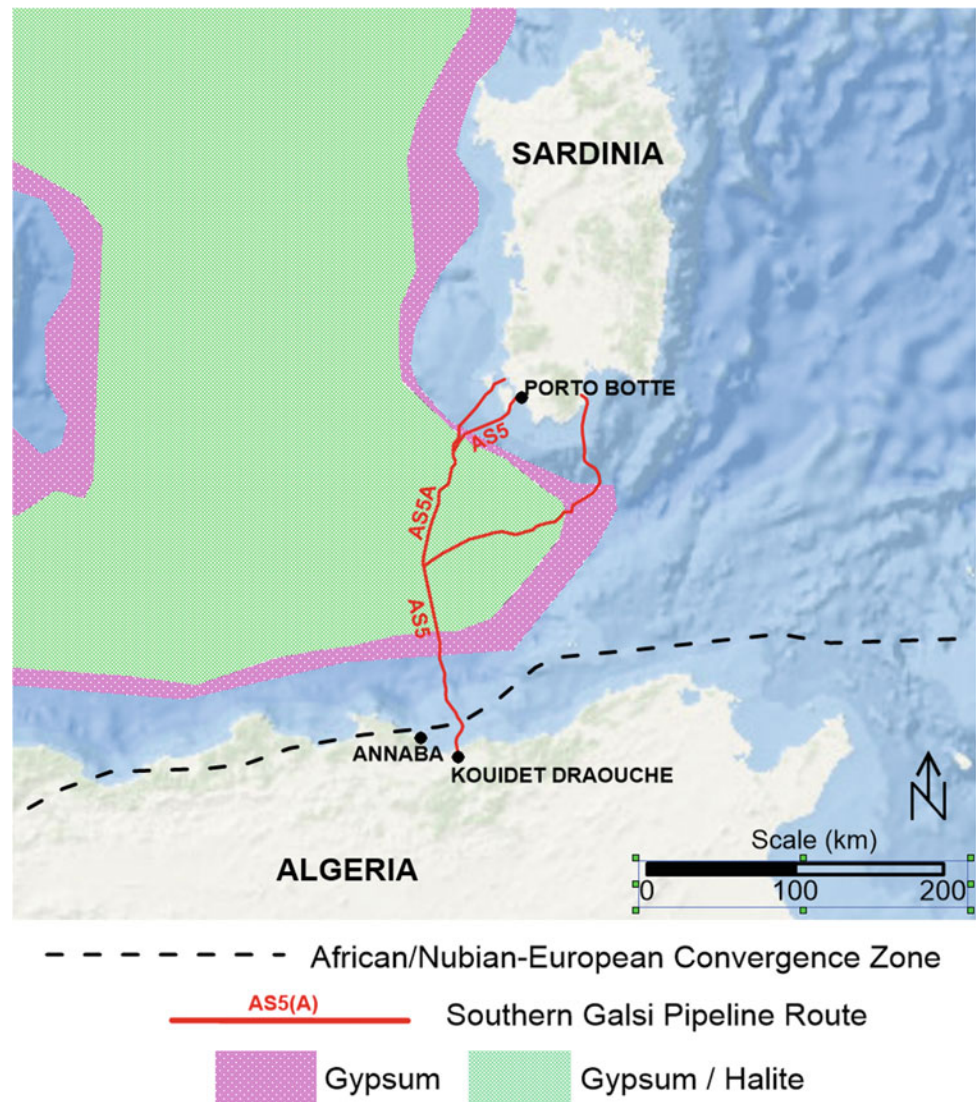 SARDINIA
PORTO BOTTE
AS5
AS5A
AS5
ANNABA
KOUIDET DRAOUCHE
N
ALGERIA
Scale (km)
0 100 200
African/Nubian-European Convergence Zone
AS5(A)
Southern Galsi Pipeline Route
Gypsum
Gypsum / Halite